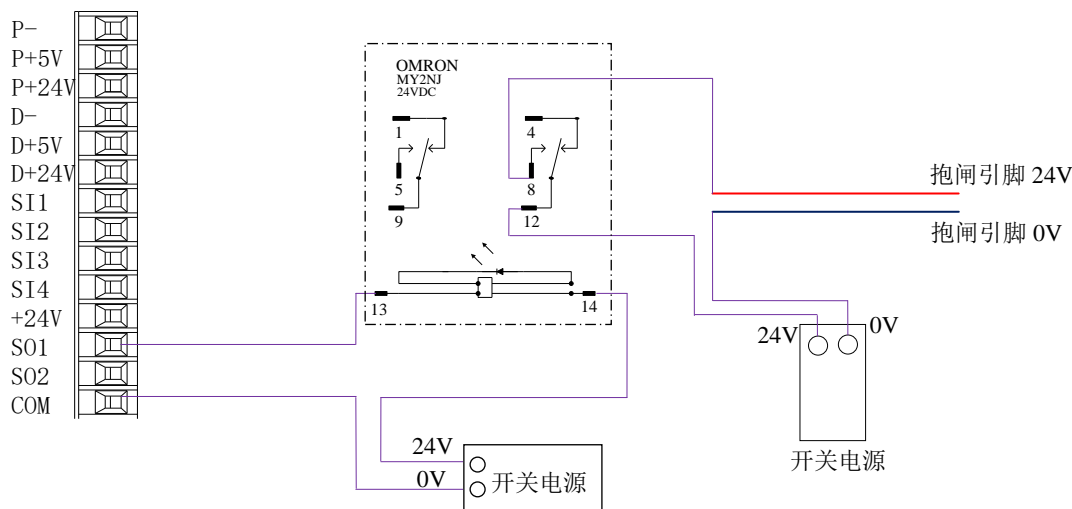 P-
P+5V
P+24V
D-
D+5V
D+24V
SI1
SI2
SI3
SI4
+24V
SO1
SO2
COM
OMRON
MY2NJ
24VDC
1
4
5
8
9
12
13
14
抱闸引脚 24V
抱闸引脚 0V
24V
0V
开关电源
24V
0V
开关电源